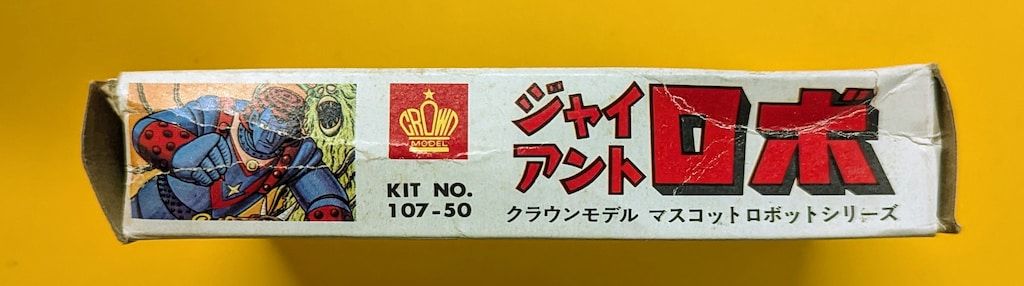 CROWN
MODEL
KIT NO.
107-50
ジャイアントロボ
クラウンモデル マスコットロボットシリーズ